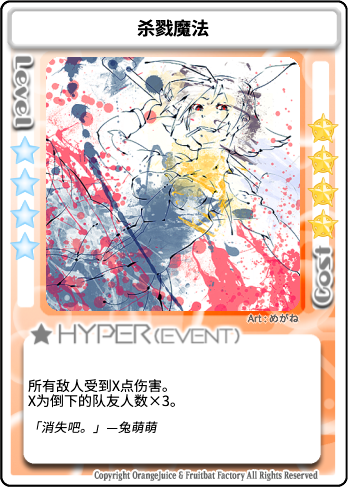 杀戮魔法
Level
Cost
Art : めがね
HYPER(EVENT)
所有敌人受到X点伤害。
X为倒下的队友人数×3。
「消失吧。」—兔萌萌
Copyright OrangeJuice & Fruitbat Factory All Rights Reserved